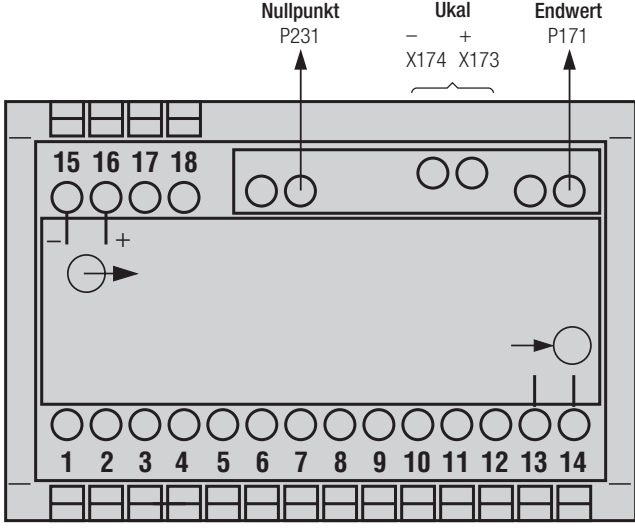 Nullpunkt Ukal Endwert
P231 – + P171
X174 X173
15 16 17 18
– +
1 2 3 4 5 6 7 8 9 10 11 12 13 14